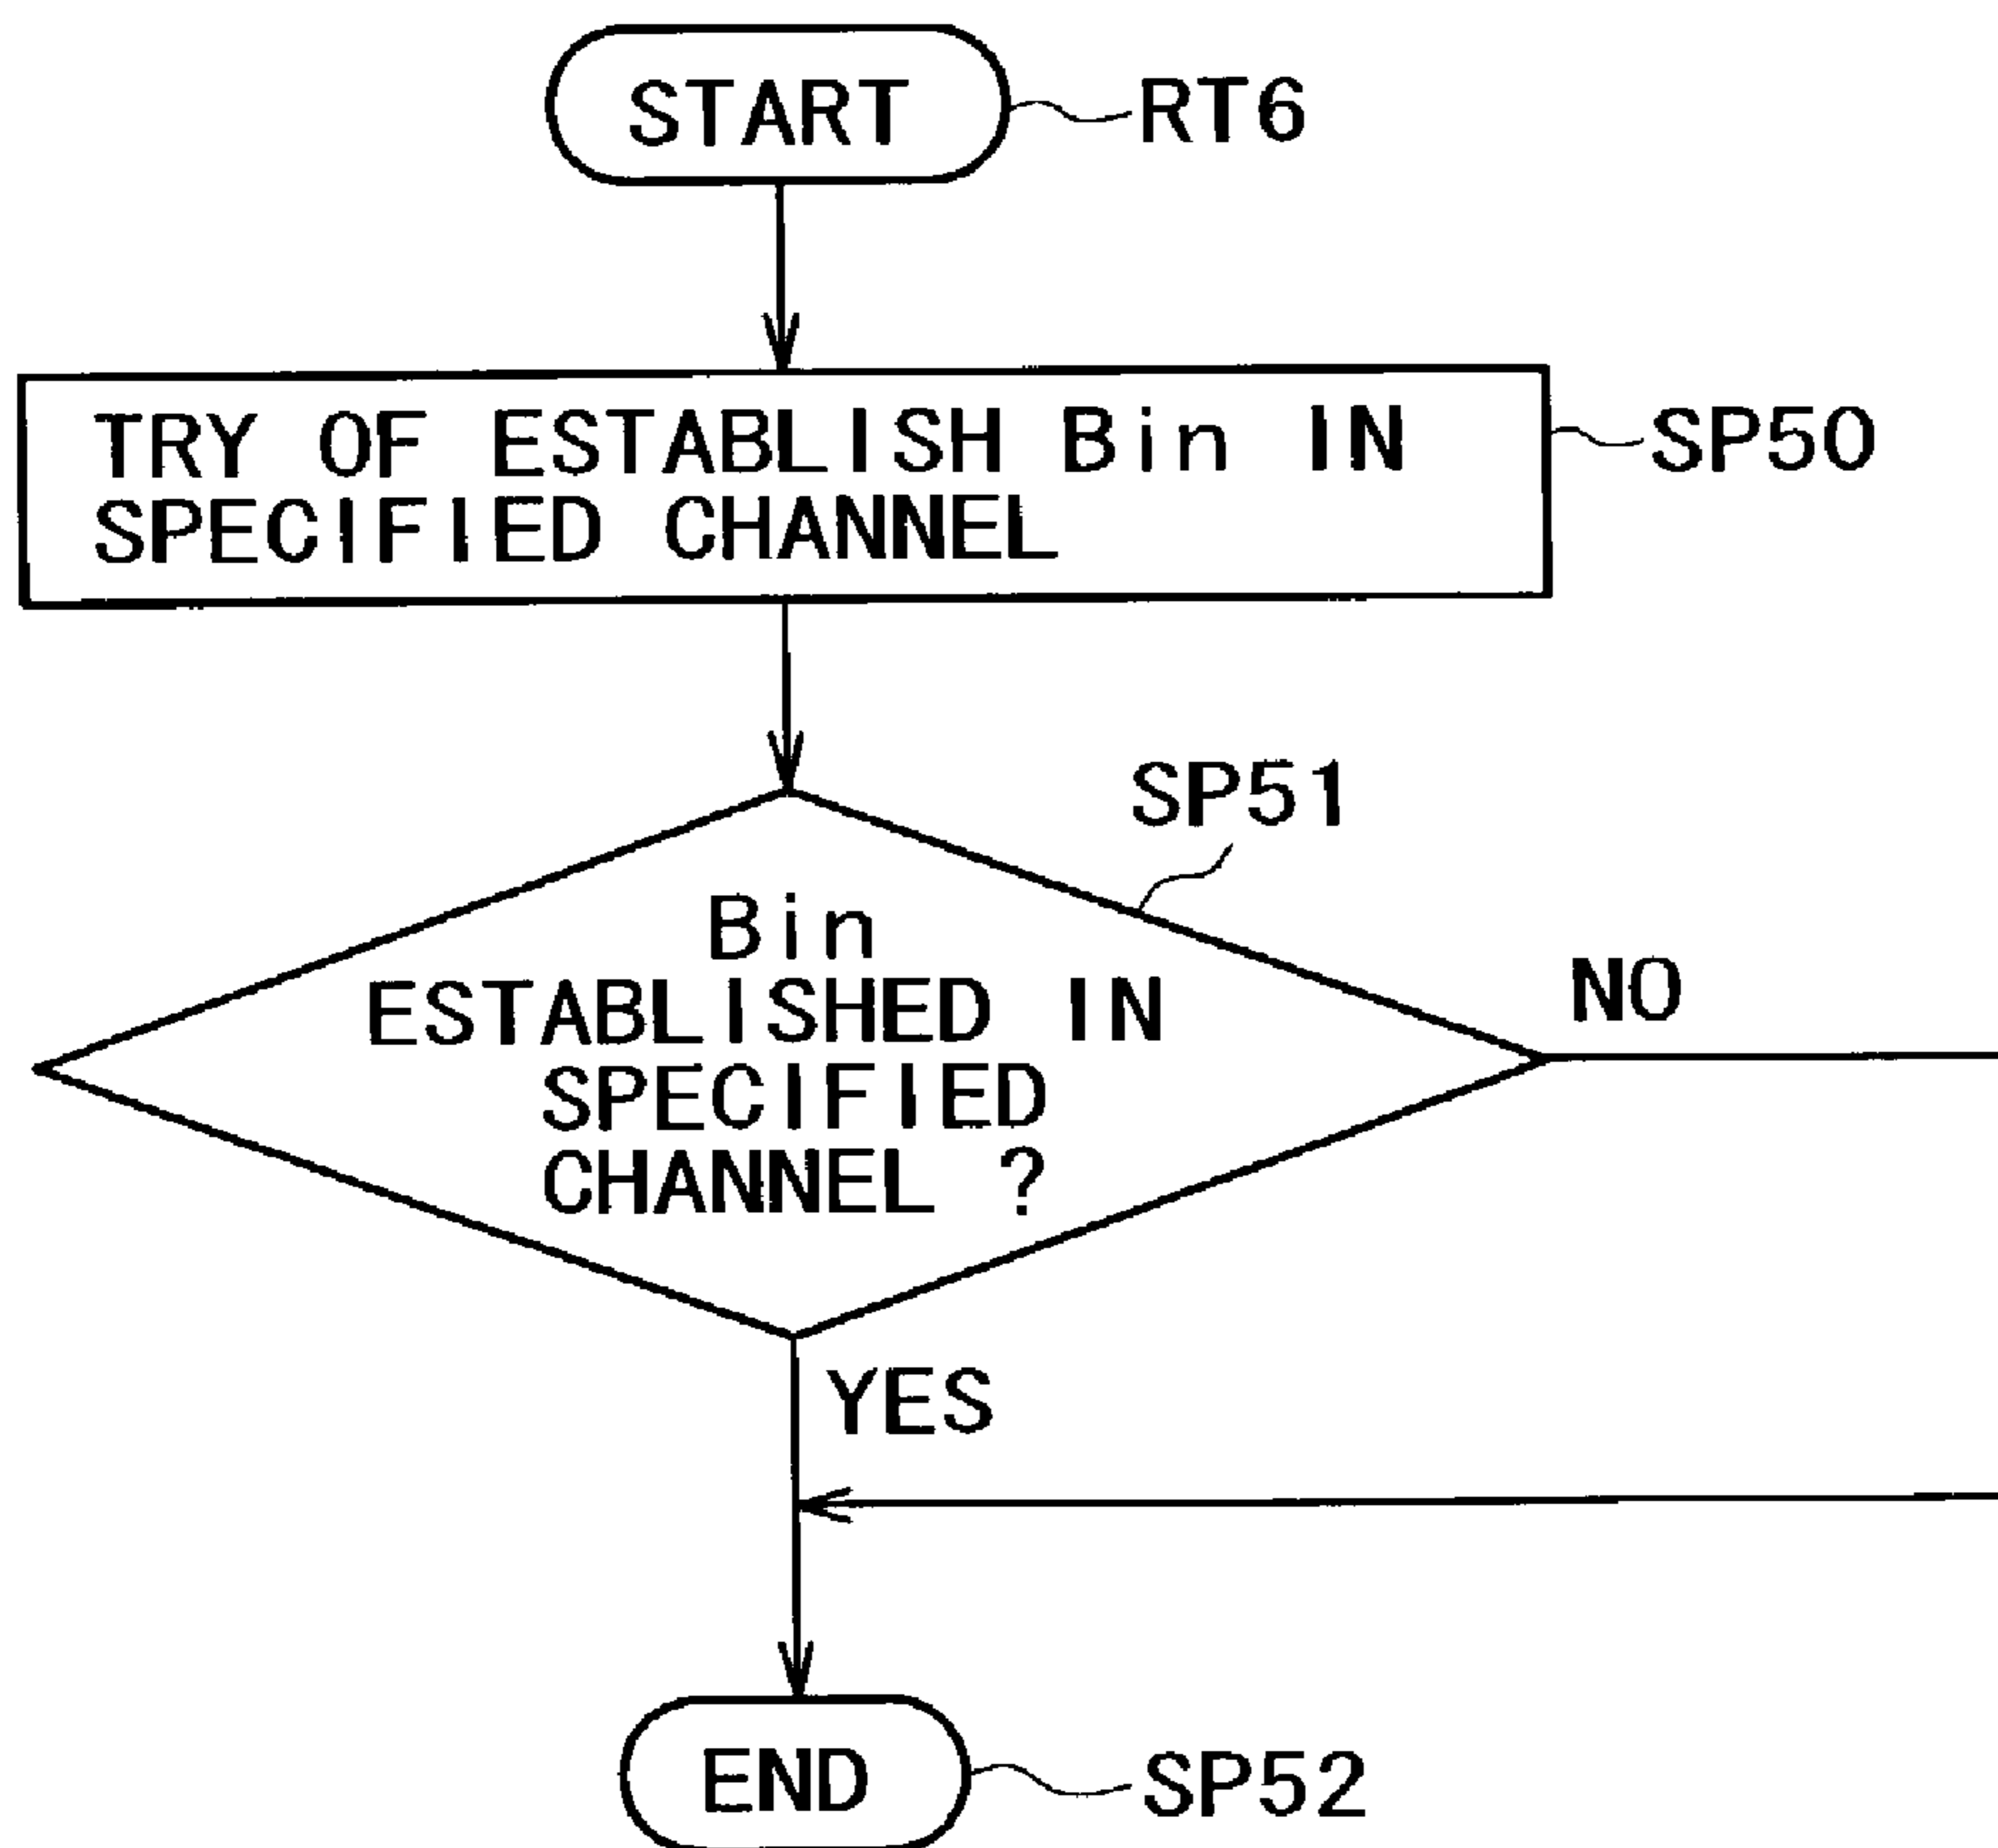 START
RT6
TRY OF ESTABLISH Bin IN
SPECIFIED CHANNEL
SP50
SP51
Bin
ESTABLISHED IN
SPECIFIED
CHANNEL ?
NO
YES
END
SP52